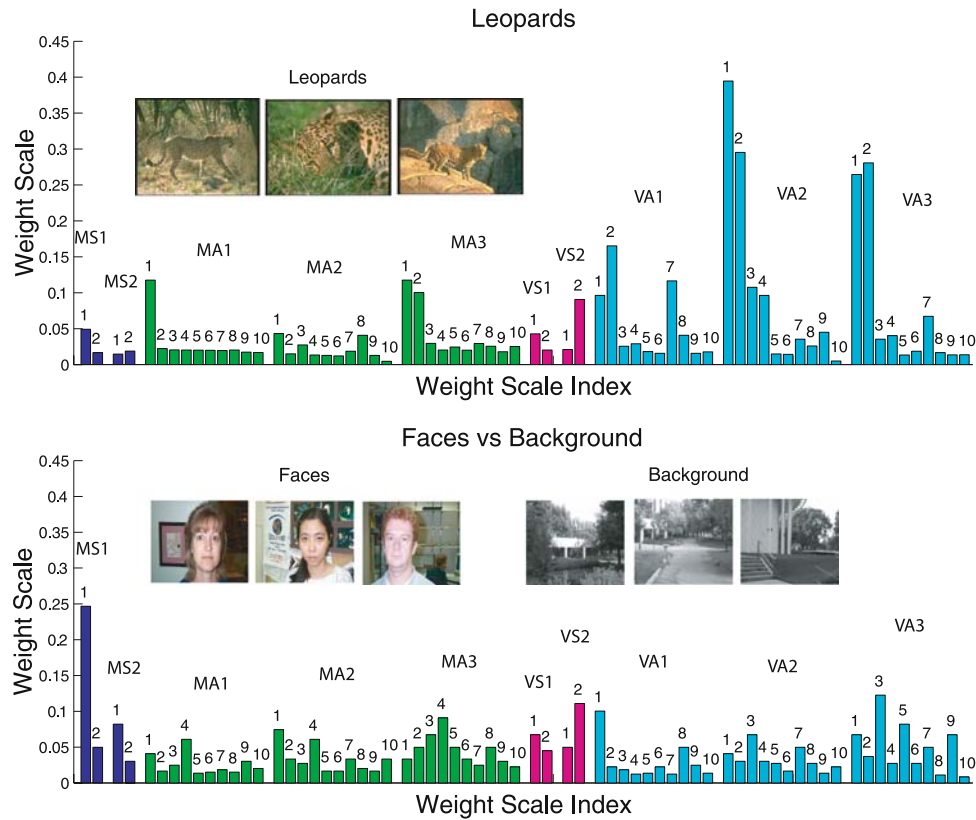 Leopards
0.45
0.4
0.35
0.3
0.25
0.2
0.15
0.1
0.05
0
Weight Scale
Leopards
MS1
1
2
MS2
1 2
MA1
1
2 3 4 5 6 7 8 9 10
MA2
1
2 3 4 5 6 7 8 9 10
MA3
1
2
3 4 5 6 7 8 9 10
VS1
1
2
VS2
1
2
VA1
1
2
3 4 5 6 7 8 9 10
VA2
1
2
3 4
5 6 7 8 9 10
VA3
1 2
3 4 5 6 7 8 9 10
Weight Scale Index
Faces vs Background
0.45
0.4
0.35
0.3
0.25
0.2
0.15
0.1
0.05
0
Weight Scale
Faces
Background
MS1
1
2
MS2
1
2
MA1
1 2 3 4 5 6 7 8 9 10
MA2
1 2 3 4 5 6 7 8 9 10
MA3
1 2 3 4 5 6 7 8 9 10
VS1
1
2
VS2
1
2
VA1
1
2 3 4 5 6 7 8 9 10
VA2
1 2 3 4 5 6 7 8 9 10
VA3
1 2 3 4 5 6 7 8 9 10
Weight Scale Index